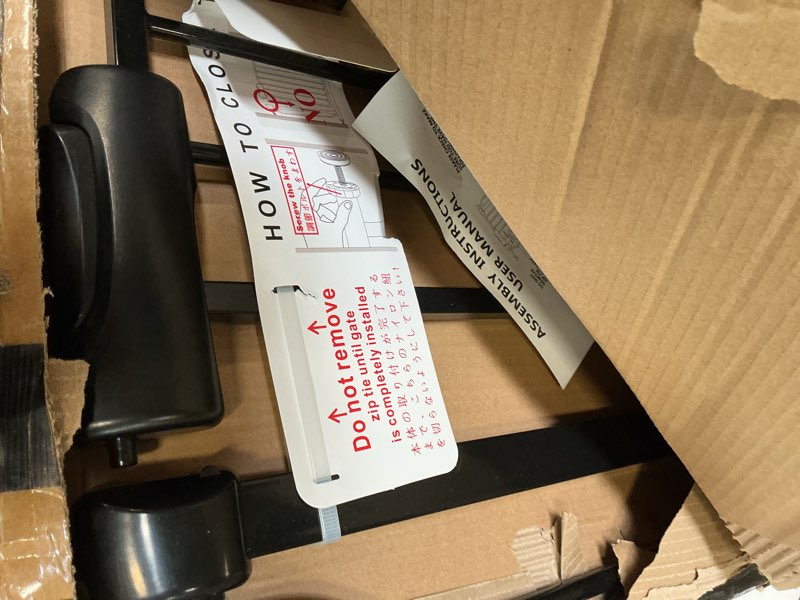 HOW TO CLOS
NO
Screw the knob
調節ボルトをまわす
Do not remove
zip tie until gate
is completely installed
本体の取り付けが完了する
まで、こちらのナイロン組
を切らないようにして下さい!
ASSEMBLY INSTRUCTIONS
USER MANUAL